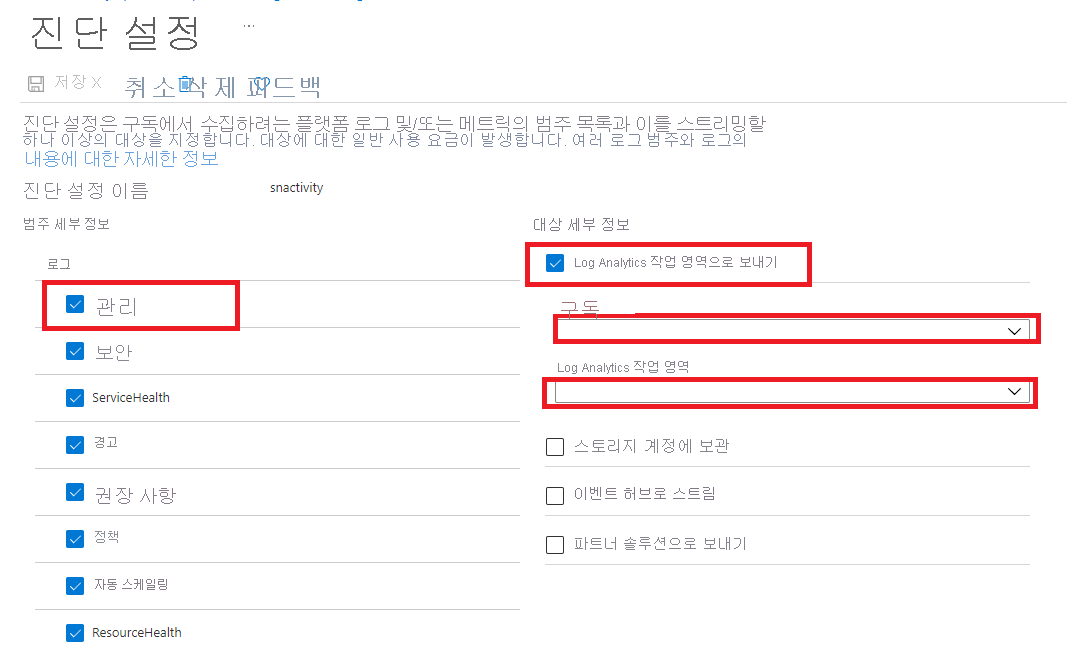 진단 설정
...
저장 X 취소 삭제 피드백
진단 설정은 구독에서 수집하려는 플랫폼 로그 및/또는 메트릭의 범주 목록과 이를 스트리밍할
하나 이상의 대상을 지정합니다. 대상에 대한 일반 사용 요금이 발생합니다. 여러 로그 범주와 로그의
내용에 대한 자세한 정보
진단 설정 이름
snactivity
범주 세부 정보
로그
관리
보안
ServiceHealth
경고
권장 사항
정책
자동 스케일링
ResourceHealth
대상 세부 정보
Log Analytics 작업 영역으로 보내기
구독
Log Analytics 작업 영역
스토리지 계정에 보관
이벤트 허브로 스트림
파트너 솔루션으로 보내기